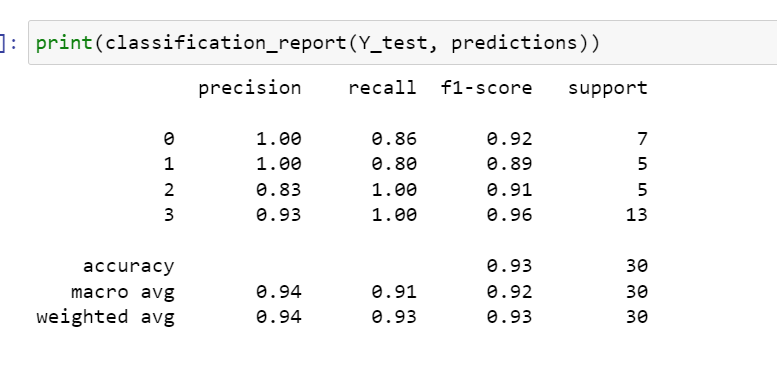 ]: print(classification_report(Y_test, predictions))
precision recall f1-score support
0 1.00 0.86 0.92 7
1 1.00 0.80 0.89 5
2 0.83 1.00 0.91 5
3 0.93 1.00 0.96 13
accuracy 0.93 30
macro avg 0.94 0.91 0.92 30
weighted avg 0.94 0.93 0.93 30